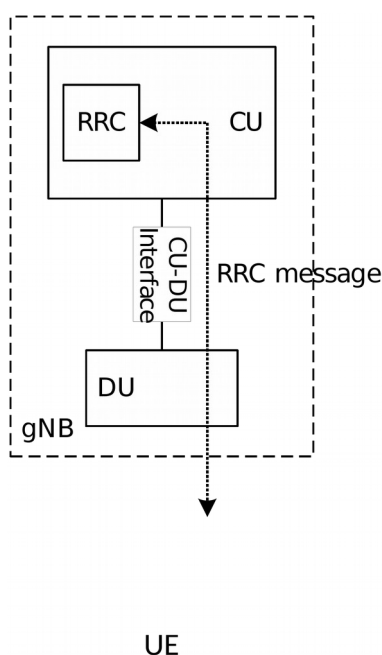 RRC
CU
CU-DU
Interface
RRC message
DU
gNB
UE